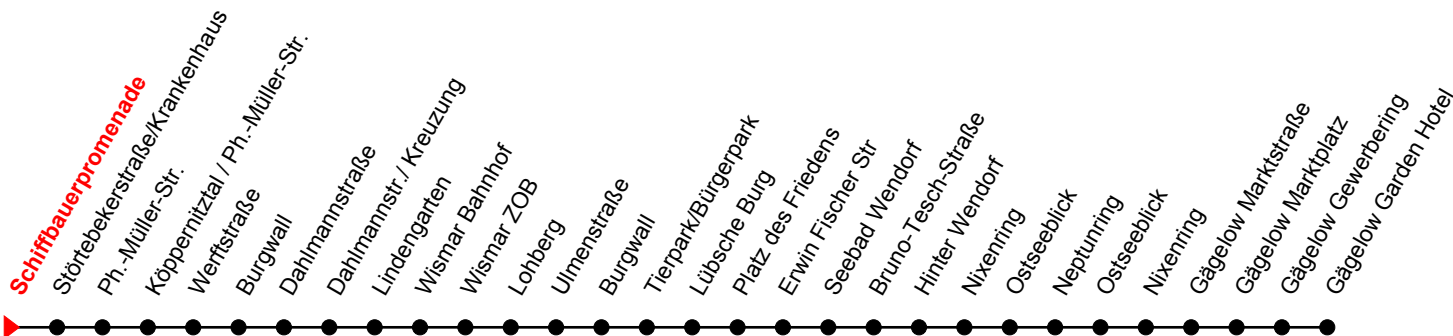 Schiffbauerpromenade
Störtebekerstraße/Krankenhaus
Ph.-Müller-Str.
Köppernitztal / Ph.-Müller-Str.
Werftstraße
Burgwall
Dahlmannstraße
Dahlmannstr./ Kreuzung
Lindengarten
Wismar Bahnhof
Wismar ZOB
Lohberg
Ulmenstraße
Burgwall
Tierpark/Bürgerpark
Lübsche Burg
Platz des Friedens
Erwin Fischer Str
Seebad Wendorf
Bruno- Tesch-Straße
Hinter Wendorf
Nixenring
Ostseeblick
Neptunring
Ostseeblick
Nixenring
Gägelow Marktstraße
Gägelow Marktplatz
Gägelow Gewerbering
Gägelow Garden Hotel